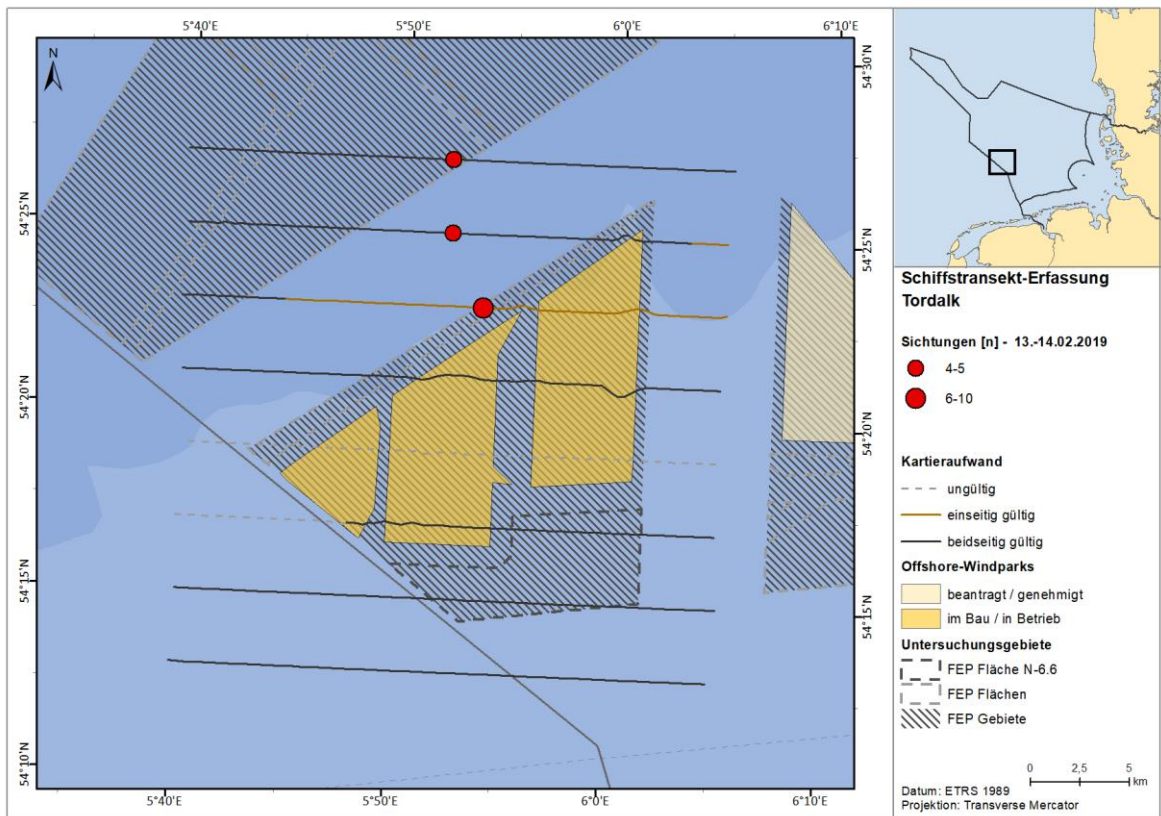 5°40'E 5°50'E 6°0'E 6°10'E
N
54°30'N
54°25'N
54°25'N
54°20'N
54°20'N
54°15'N
54°15'N
54°10'N
5°40'E 5°50'E 6°0'E 6°10'E
Schiffstransekt-Erfassung
Tordalk
Sichtungen [n] - 13.-14.02.2019
4-5
6-10
Kartieraufwand
ungültig
einseitig gültig
beidseitig gültig
Offshore-Windparks
beantragt / genehmigt
im Bau / in Betrieb
Untersuchungsgebiete
FEP Fläche N-6.6
FEP Flächen
FEP Gebiete
0 2,5 5
km
Datum: ETRS 1989
Projektion: Transverse Mercator